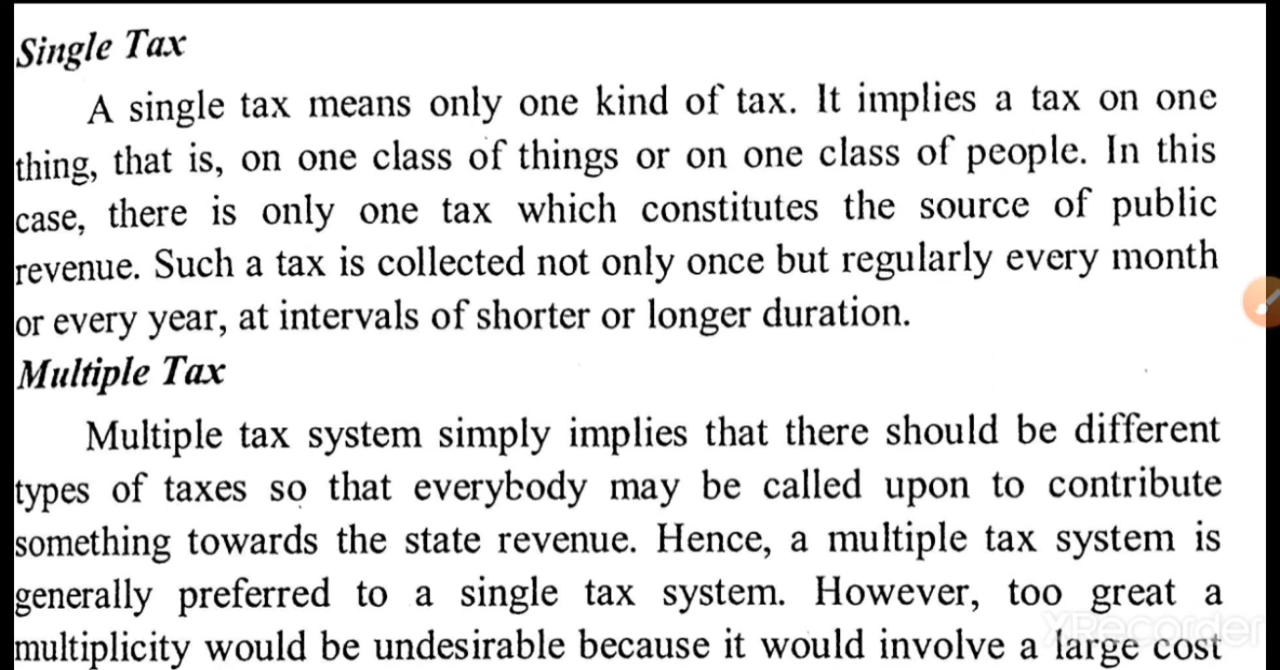 Single Tax
A single tax means only one kind of tax. It implies a tax on one
thing, that is, on one class of things or on one class of people. In this
case, there is only one tax which constitutes the source of public
revenue. Such a tax is collected not only once but regularly every month
or every year, at intervals of shorter or longer duration.
Multiple Tax
Multiple tax system simply implies that there should be different
types of taxes so that everybody may be called upon to contribute
something towards the state revenue. Hence, a multiple tax system is
generally preferred to a single tax system. However, too great a
multiplicity would be undesirable because it would involve a large cost
XRecorder